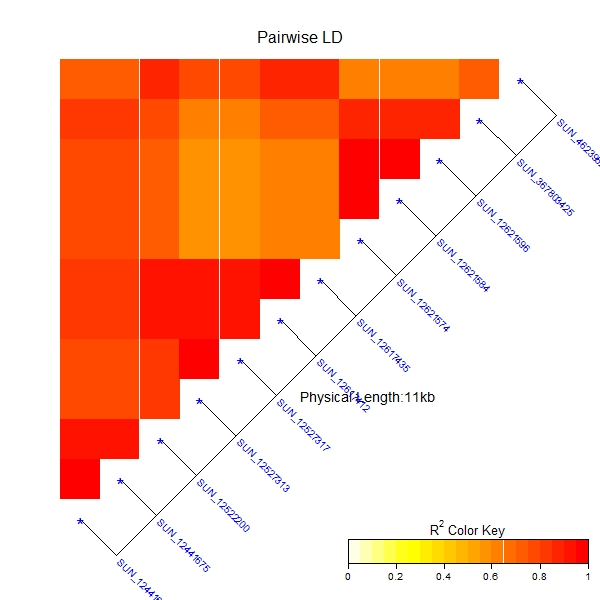 Pairwise LD
SUN_367803425
SUN_12621596
SUN_12621584
SUN_12621574
SUN_12617435
Physical Length:11kb
SUN_12527317
SUN_12527313
SUN_12522200
SUN_12441675
R2 Color Key
0 0.2 0.4 0.6 0.8 1